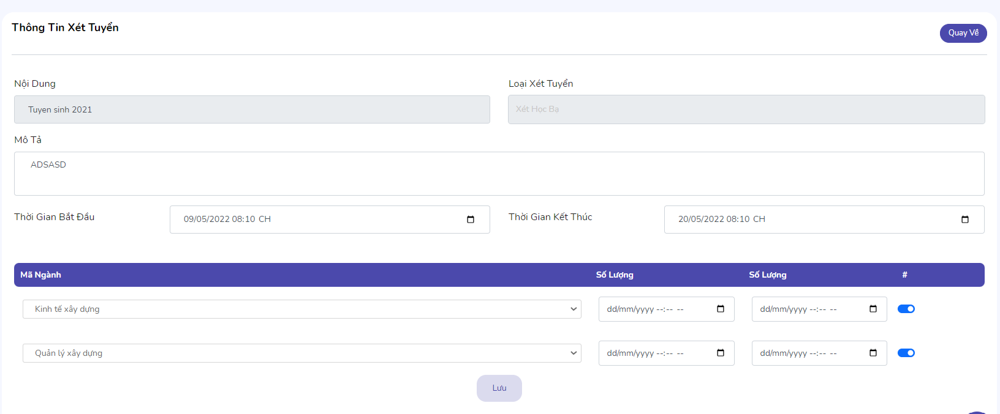 Thông Tin Xét Tuyển
Quay Về
Nội Dung
Loại Xét Tuyển
Tuyen sinh 2021
Xét Học Bạ
Mô Tả
ADSASD
Thời Gian Bắt Đầu
09/05/2022 08:10 CH
Thời Gian Kết Thúc
20/05/2022 08:10 CH
Mã Ngành Số Lượng Số Lượng #
Kinh tế xây dựng dd/mm/yyyy --:-- -- dd/mm/yyyy --:-- --
Quản lý xây dựng dd/mm/yyyy --:-- -- dd/mm/yyyy --:-- --
Lưu